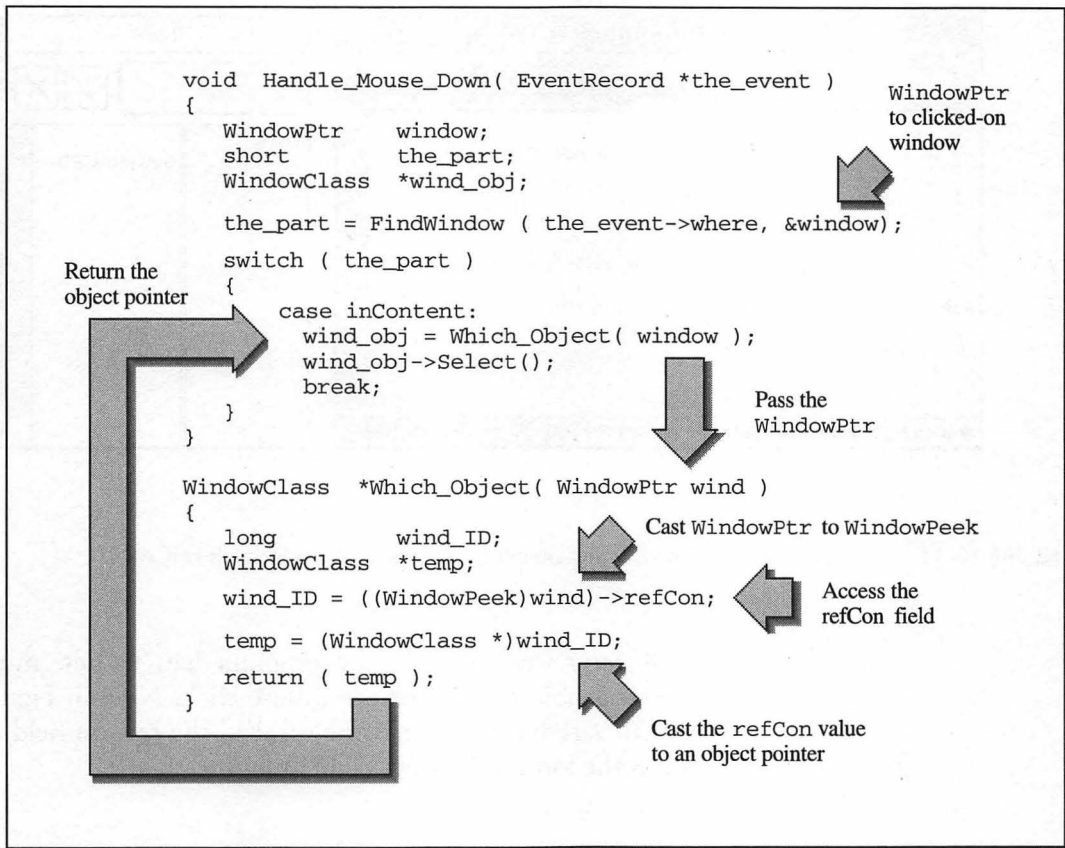 void Handle_Mouse_Down( EventRecord *the_event )
{
WindowPtr window;
short the_part;
WindowClass *wind_obj;
WindowPtr
to clicked-on
window
the_part = FindWindow ( the_event->where, &window);
switch ( the_part )
{
case inContent:
wind_obj = Which_Object( window );
wind_obj->Select();
break;
}
}
Return the
object pointer
Pass the
WindowPtr
WindowClass *Which_Object( WindowPtr wind )
{
long wind_ID;
WindowClass *temp;
Cast WindowPtr to WindowPeek
wind_ID = ((WindowPeek)wind)->refCon;
Access the
refCon field
temp = (WindowClass *)wind_ID;
return ( temp );
}
Cast the refCon value
to an object pointer